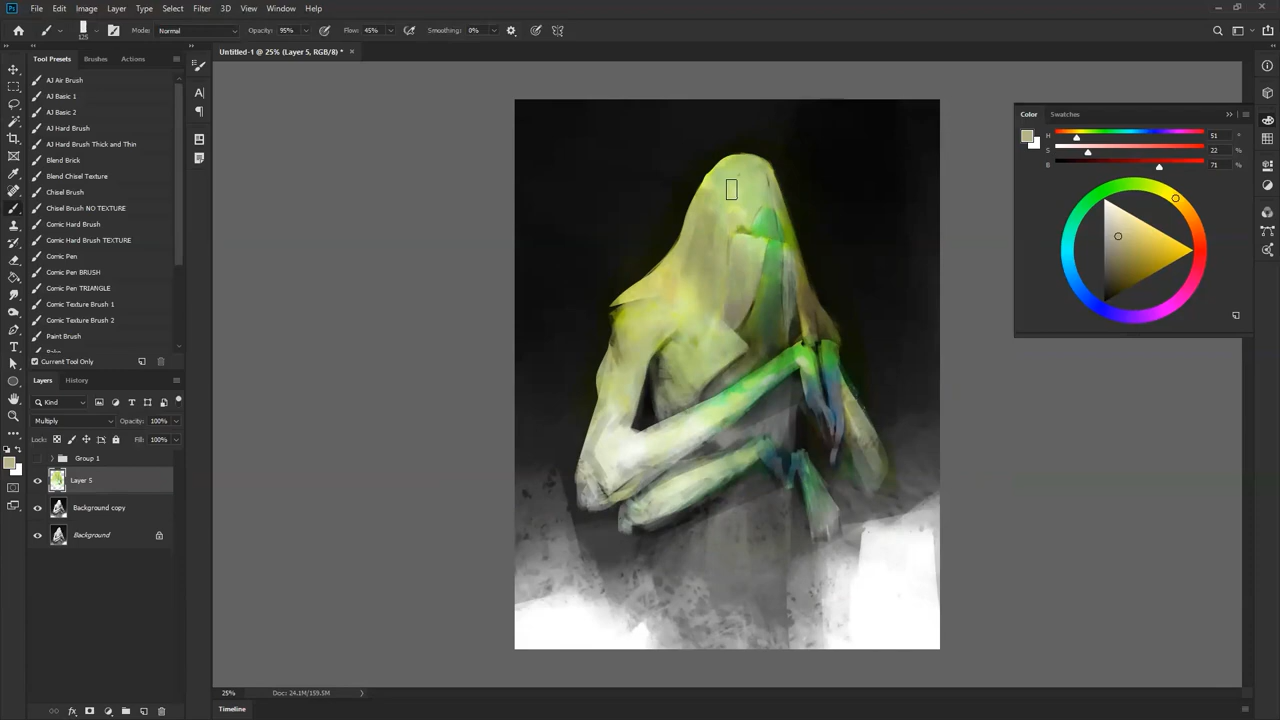 Ps File Edit Image Layer Type Select Filter 3D View Window Help
125 Mode: Normal Opacity: 95% Flow: 45% Smoothing: 0%
Untitled-1 @ 25% (Layer 5, RGB/8) *
Tool Presets Brushes Actions
AJ Air Brush
AJ Basic 1
AJ Basic 2
AJ Hard Brush
AJ Hard Brush Thick and Thin
Blend Brick
Blend Chisel Texture
Chisel Brush
Chisel Brush NO TEXTURE
Comic Hard Brush
Comic Hard Brush TEXTURE
Comic Pen
Comic Pen BRUSH
Comic Pen TRIANGLE
Comic Texture Brush 1
Comic Texture Brush 2
Paint Brush
Current Tool Only
Layers History
Kind
Multiply Opacity: 100%
Lock: Fill: 100%
Group 1
Layer 5
Background copy
Background
Color Swatches
H 51 °
S 22 %
B 71 %
25% Doc: 24.1M/159.5M
Timeline